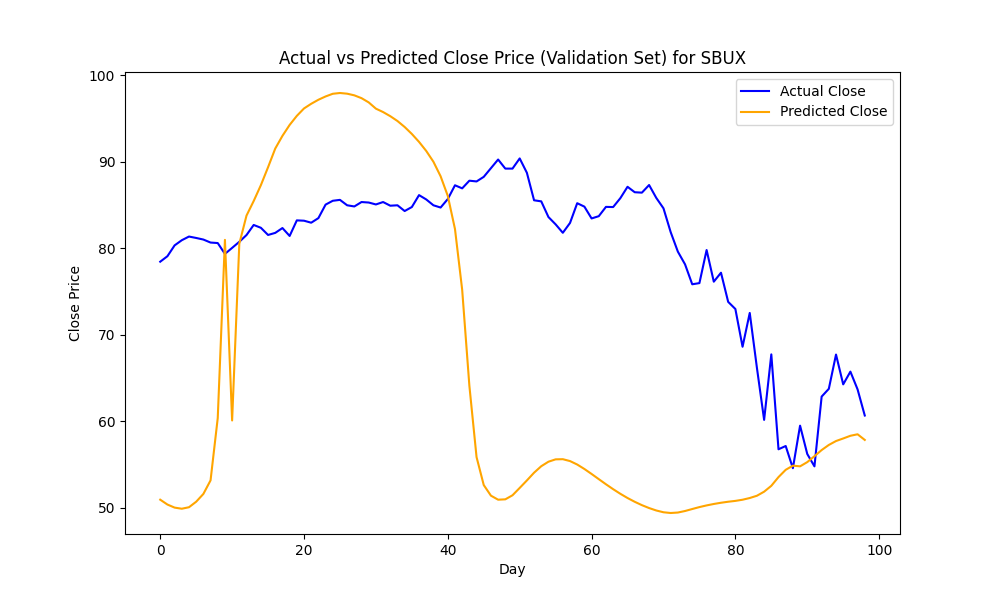 Actual vs Predicted Close Price (Validation Set) for SBUX
Actual Close
Predicted Close
Close Price
100
90
80
70
60
50
0 20 40 60 80 100
Day